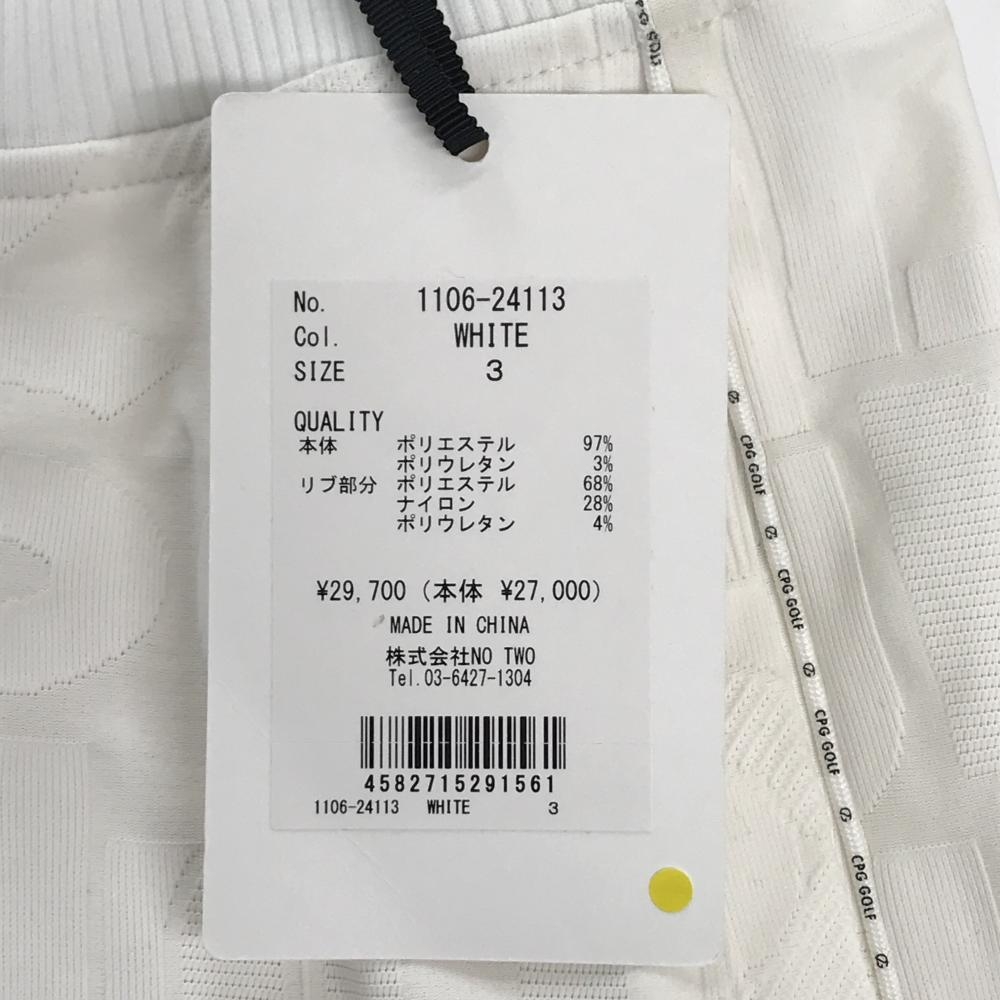 No. 1106-24113
Col. WHITE
SIZE 3
QUALITY
本体 ポリエステル 97%
ポリウレタン 3%
リブ部分 ポリエステル 68%
ナイロン 28%
ポリウレタン 4%
¥29,700 (本体 ¥27,000)
MADE IN CHINA
株式会社NO TWO
Tel.03-6427-1304
4582715291561
1106-24113 WHITE 3
GOLF
CPG GOLF
CPG GOLF
CPG GOLF
CPG GOLF